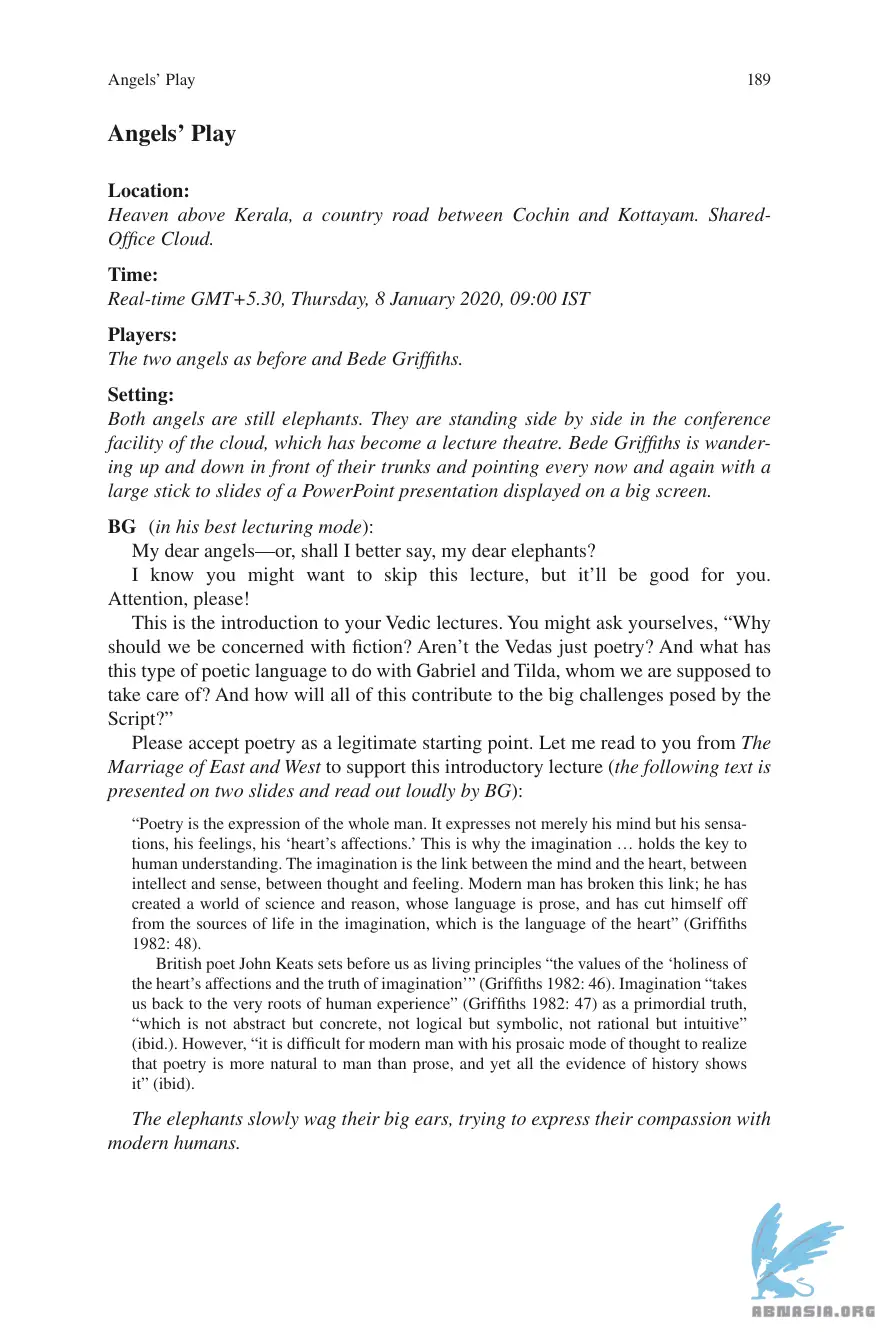 Angels’ Play 189
Angels’ Play
Location:
Heaven above Kerala, a country road between Cochin and Kottayam. Shared-
Office Cloud.
Time:
Real-time GMT+5.30, Thursday, 8 January 2020, 09:00 IST
Players:
The two angels as before and Bede Griffiths.
Setting:
Both angels are still elephants. They are standing side by side in the conference
facility of the cloud, which has become a lecture theatre. Bede Griffiths is wander-
ing up and down in front of their trunks and pointing every now and again with a
large stick to slides of a PowerPoint presentation displayed on a big screen.
BG (in his best lecturing mode):
My dear angels—or, shall I better say, my dear elephants?
I know you might want to skip this lecture, but it’ll be good for you.
Attention, please!
This is the introduction to your Vedic lectures. You might ask yourselves, “Why
should we be concerned with fiction? Aren’t the Vedas just poetry? And what has
this type of poetic language to do with Gabriel and Tilda, whom we are supposed to
take care of? And how will all of this contribute to the big challenges posed by the
Script?”
Please accept poetry as a legitimate starting point. Let me read to you from The
Marriage of East and West to support this introductory lecture (the following text is
presented on two slides and read out loudly by BG):
“Poetry is the expression of the whole man. It expresses not merely his mind but his sensa-
tions, his feelings, his ‘heart’s affections.’ This is why the imagination … holds the key to
human understanding. The imagination is the link between the mind and the heart, between
intellect and sense, between thought and feeling. Modern man has broken this link; he has
created a world of science and reason, whose language is prose, and has cut himself off
from the sources of life in the imagination, which is the language of the heart” (Griffiths
1982: 48).
British poet John Keats sets before us as living principles “the values of the ‘holiness of
the heart’s affections and the truth of imagination’” (Griffiths 1982: 46). Imagination “takes
us back to the very roots of human experience” (Griffiths 1982: 47) as a primordial truth,
“which is not abstract but concrete, not logical but symbolic, not rational but intuitive”
(ibid.). However, “it is difficult for modern man with his prosaic mode of thought to realize
that poetry is more natural to man than prose, and yet all the evidence of history shows
it” (ibid).
The elephants slowly wag their big ears, trying to express their compassion with
modern humans.
ABNASIA.ORG